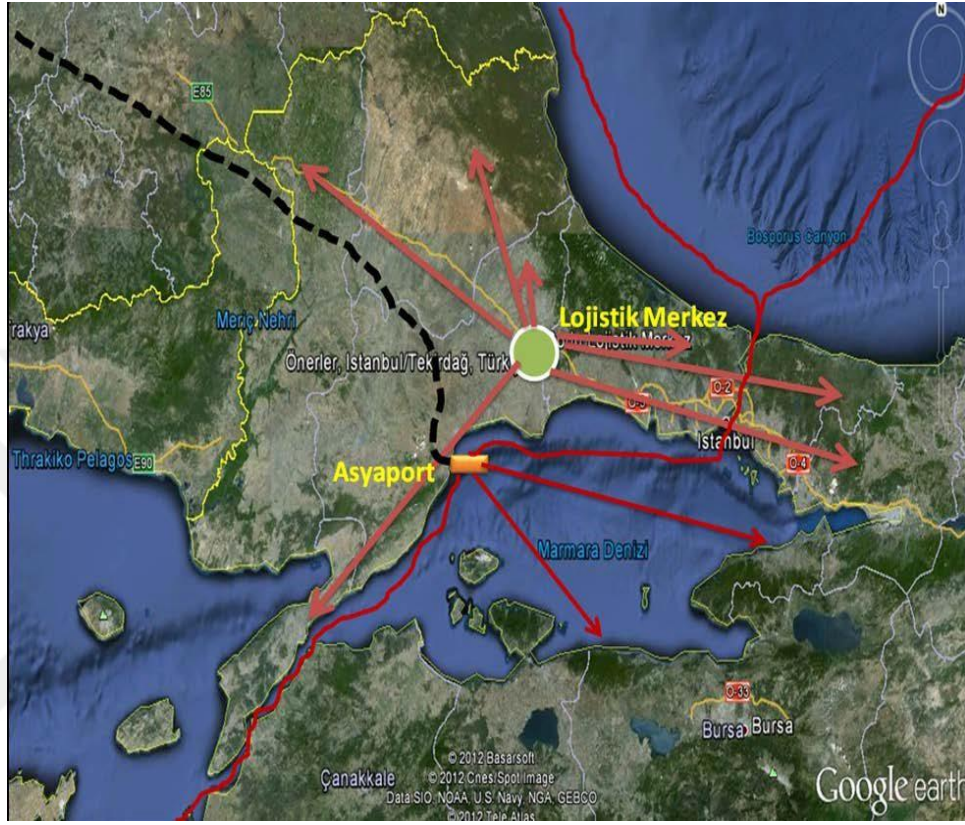 N
E85
Bosporus Canyon
Meriç Nehri
Lojistik Merkez
Önerler, İstanbul/Tekirdağ, Türk
O-2
O-3
İstanbul
Thrakiko Pelagos
E90
O-4
Asyaport
Marmara Denizi
O-33
Bursa
Bursa
Çanakkale
© 2012 Basarsoft
© 2012 Cnes/Spot Image
Data SIO, NOAA, U.S. Navy, NGA, GEBCO
© 2012 Tele Atlas
Google earth